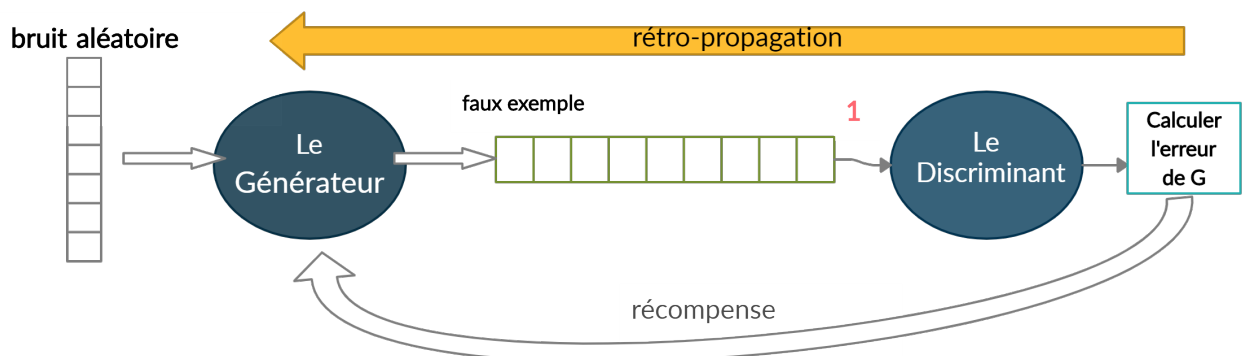 bruit aléatoire
rétro-propagation
faux exemple
1
Le
Générateur
Le
Discriminant
Calculer
l'erreur
de G
récompense